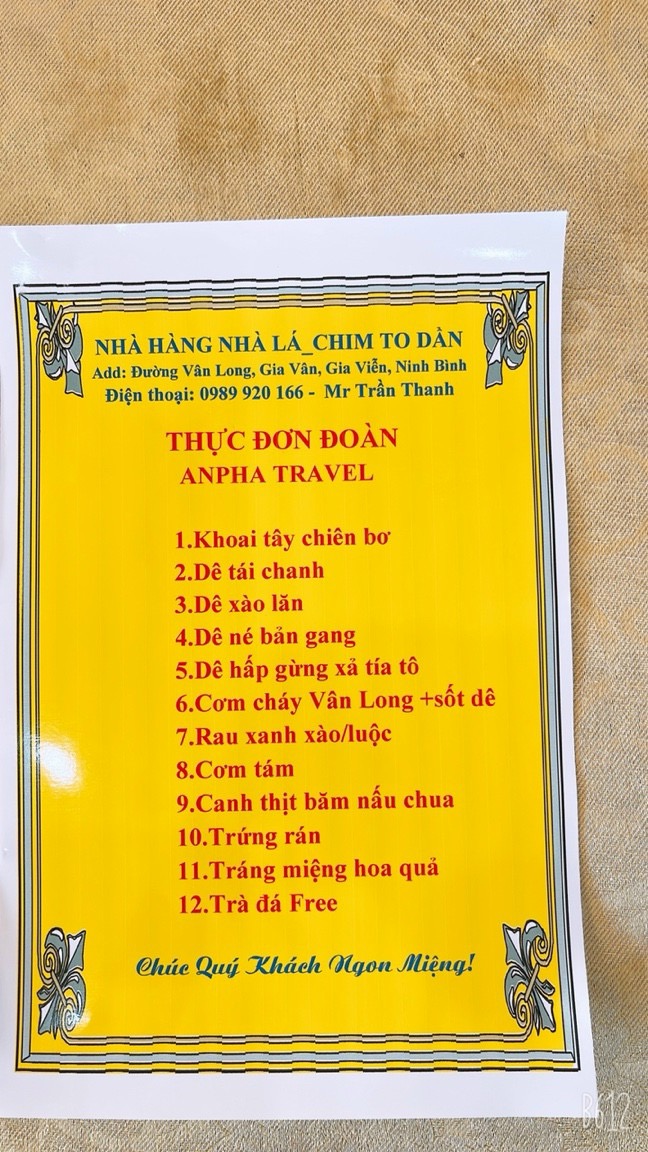 NHÀ HÀNG NHÀ LÁ_CHIM TO DẦN
Add: Đường Vân Long, Gia Vân, Gia Viễn, Ninh Bình
Điện thoại: 0989 920 166 - Mr Trần Thanh
THỰC ĐƠN ĐOÀN
ANPHA TRAVEL
1.Khoai tây chiên bơ
2.Dê tái chanh
3.Dê xào lăn
4.Dê né bản gang
5.Dê hấp gừng xả tía tô
6.Cơm cháy Vân Long +sốt dê
7.Rau xanh xào/luộc
8.Cơm tám
9.Canh thịt băm nấu chua
10.Trứng rán
11.Tráng miệng hoa quả
12.Trà đá Free
Chúc Quý Khách Ngon Miệng!
B612